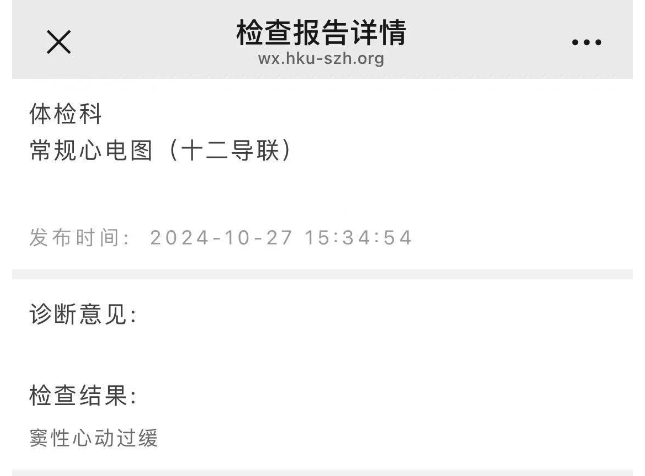 检查报告详情
wx.hku-szh.org
体检科
常规心电图（十二导联）
发布时间: 2024-10-27 15:34:54
诊断意见:
检查结果:
窦性心动过缓